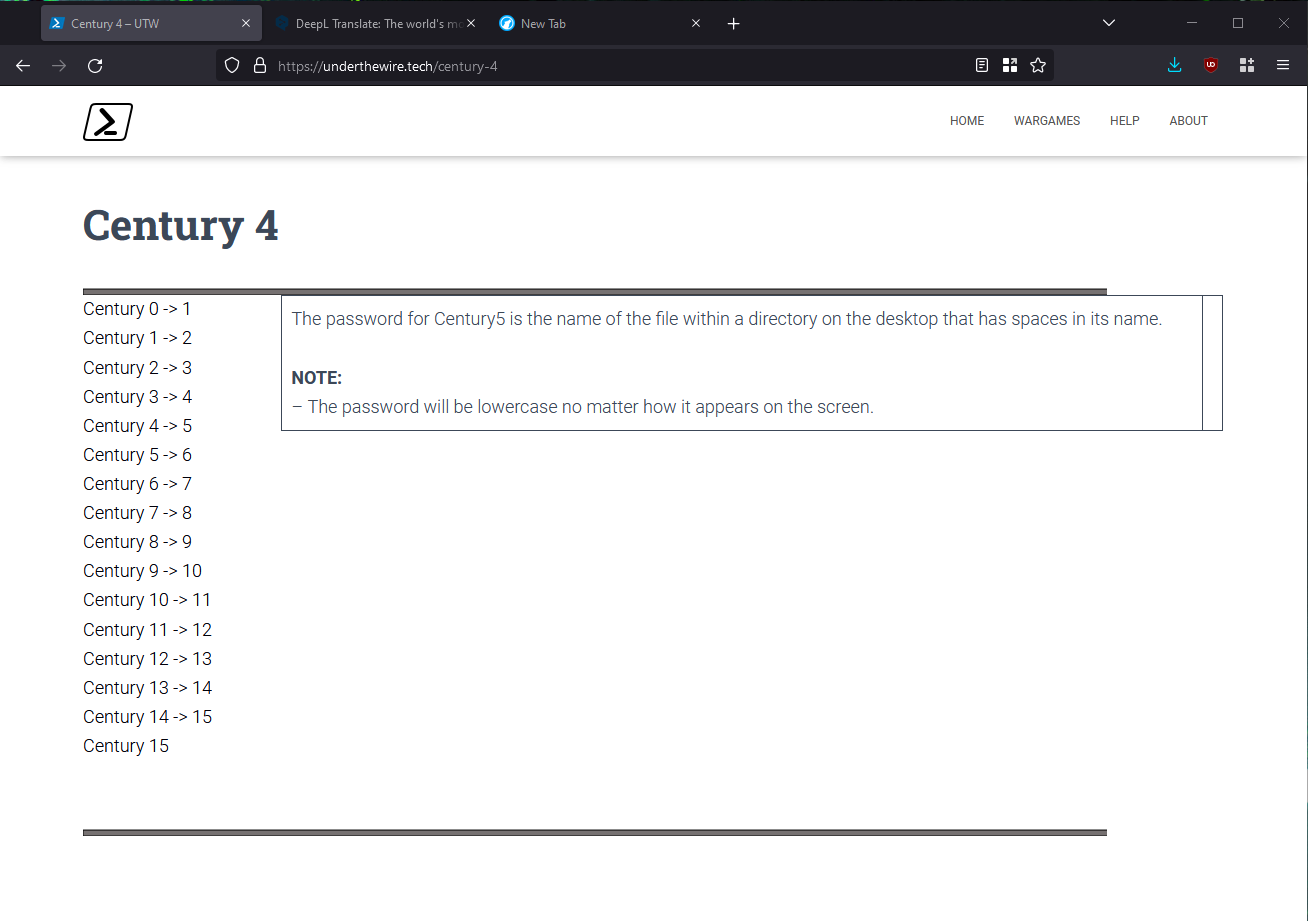 Century 4 – UTW
DeepL Translate: The world's mo
New Tab
https://underthewire.tech/century-4
HOME
WARGAMES
HELP
ABOUT
Century 4
Century 0 -> 1
Century 1 -> 2
Century 2 -> 3
Century 3 -> 4
Century 4 -> 5
Century 5 -> 6
Century 6 -> 7
Century 7 -> 8
Century 8 -> 9
Century 9 -> 10
Century 10 -> 11
Century 11 -> 12
Century 12 -> 13
Century 13 -> 14
Century 14 -> 15
Century 15
The password for Century5 is the name of the file within a directory on the desktop that has spaces in its name.
NOTE:
– The password will be lowercase no matter how it appears on the screen.